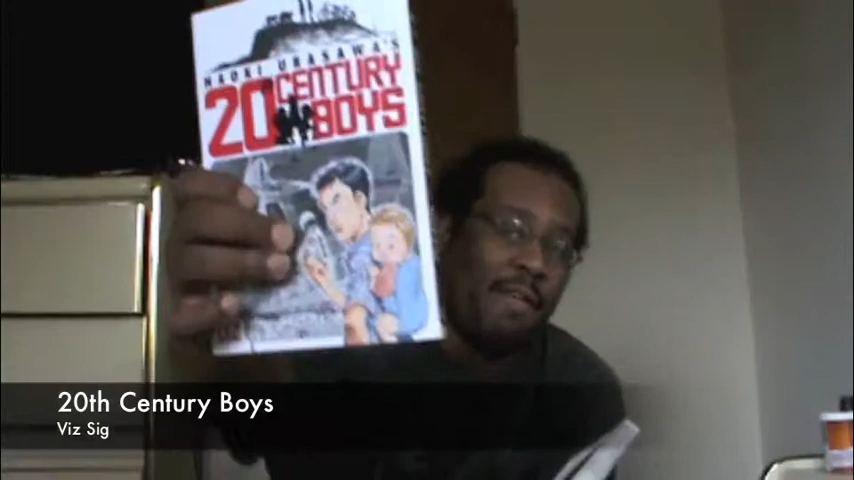 NAOKI URASAWA'S
20 CENTURY
BOYS
20th Century Boys
Viz Sig